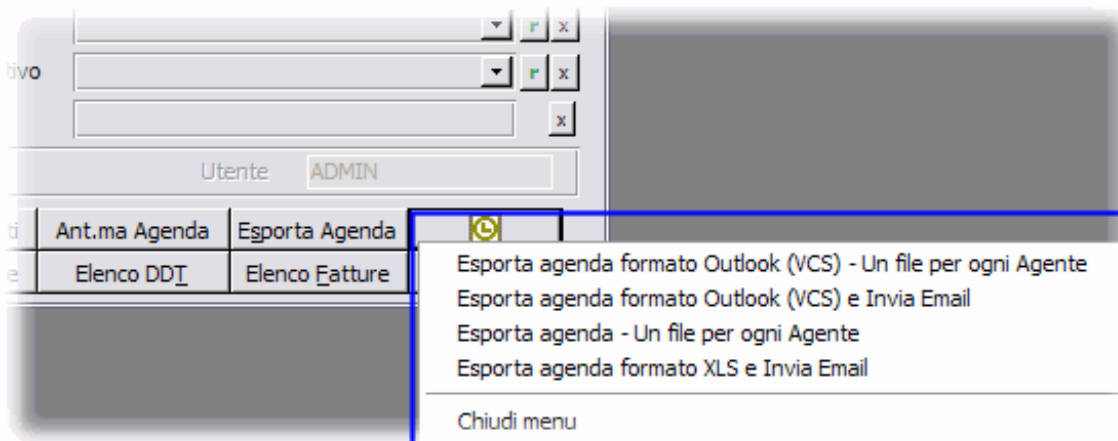 r x
tivo r x
x
Utente ADMIN
ti Ant.ma Agenda Esporta Agenda
e Elenco DDT Elenco Fatture
Esporta agenda formato Outlook (VCS) - Un file per ogni Agente
Esporta agenda formato Outlook (VCS) e Invia Email
Esporta agenda - Un file per ogni Agente
Esporta agenda formato XLS e Invia Email
Chiudi menu